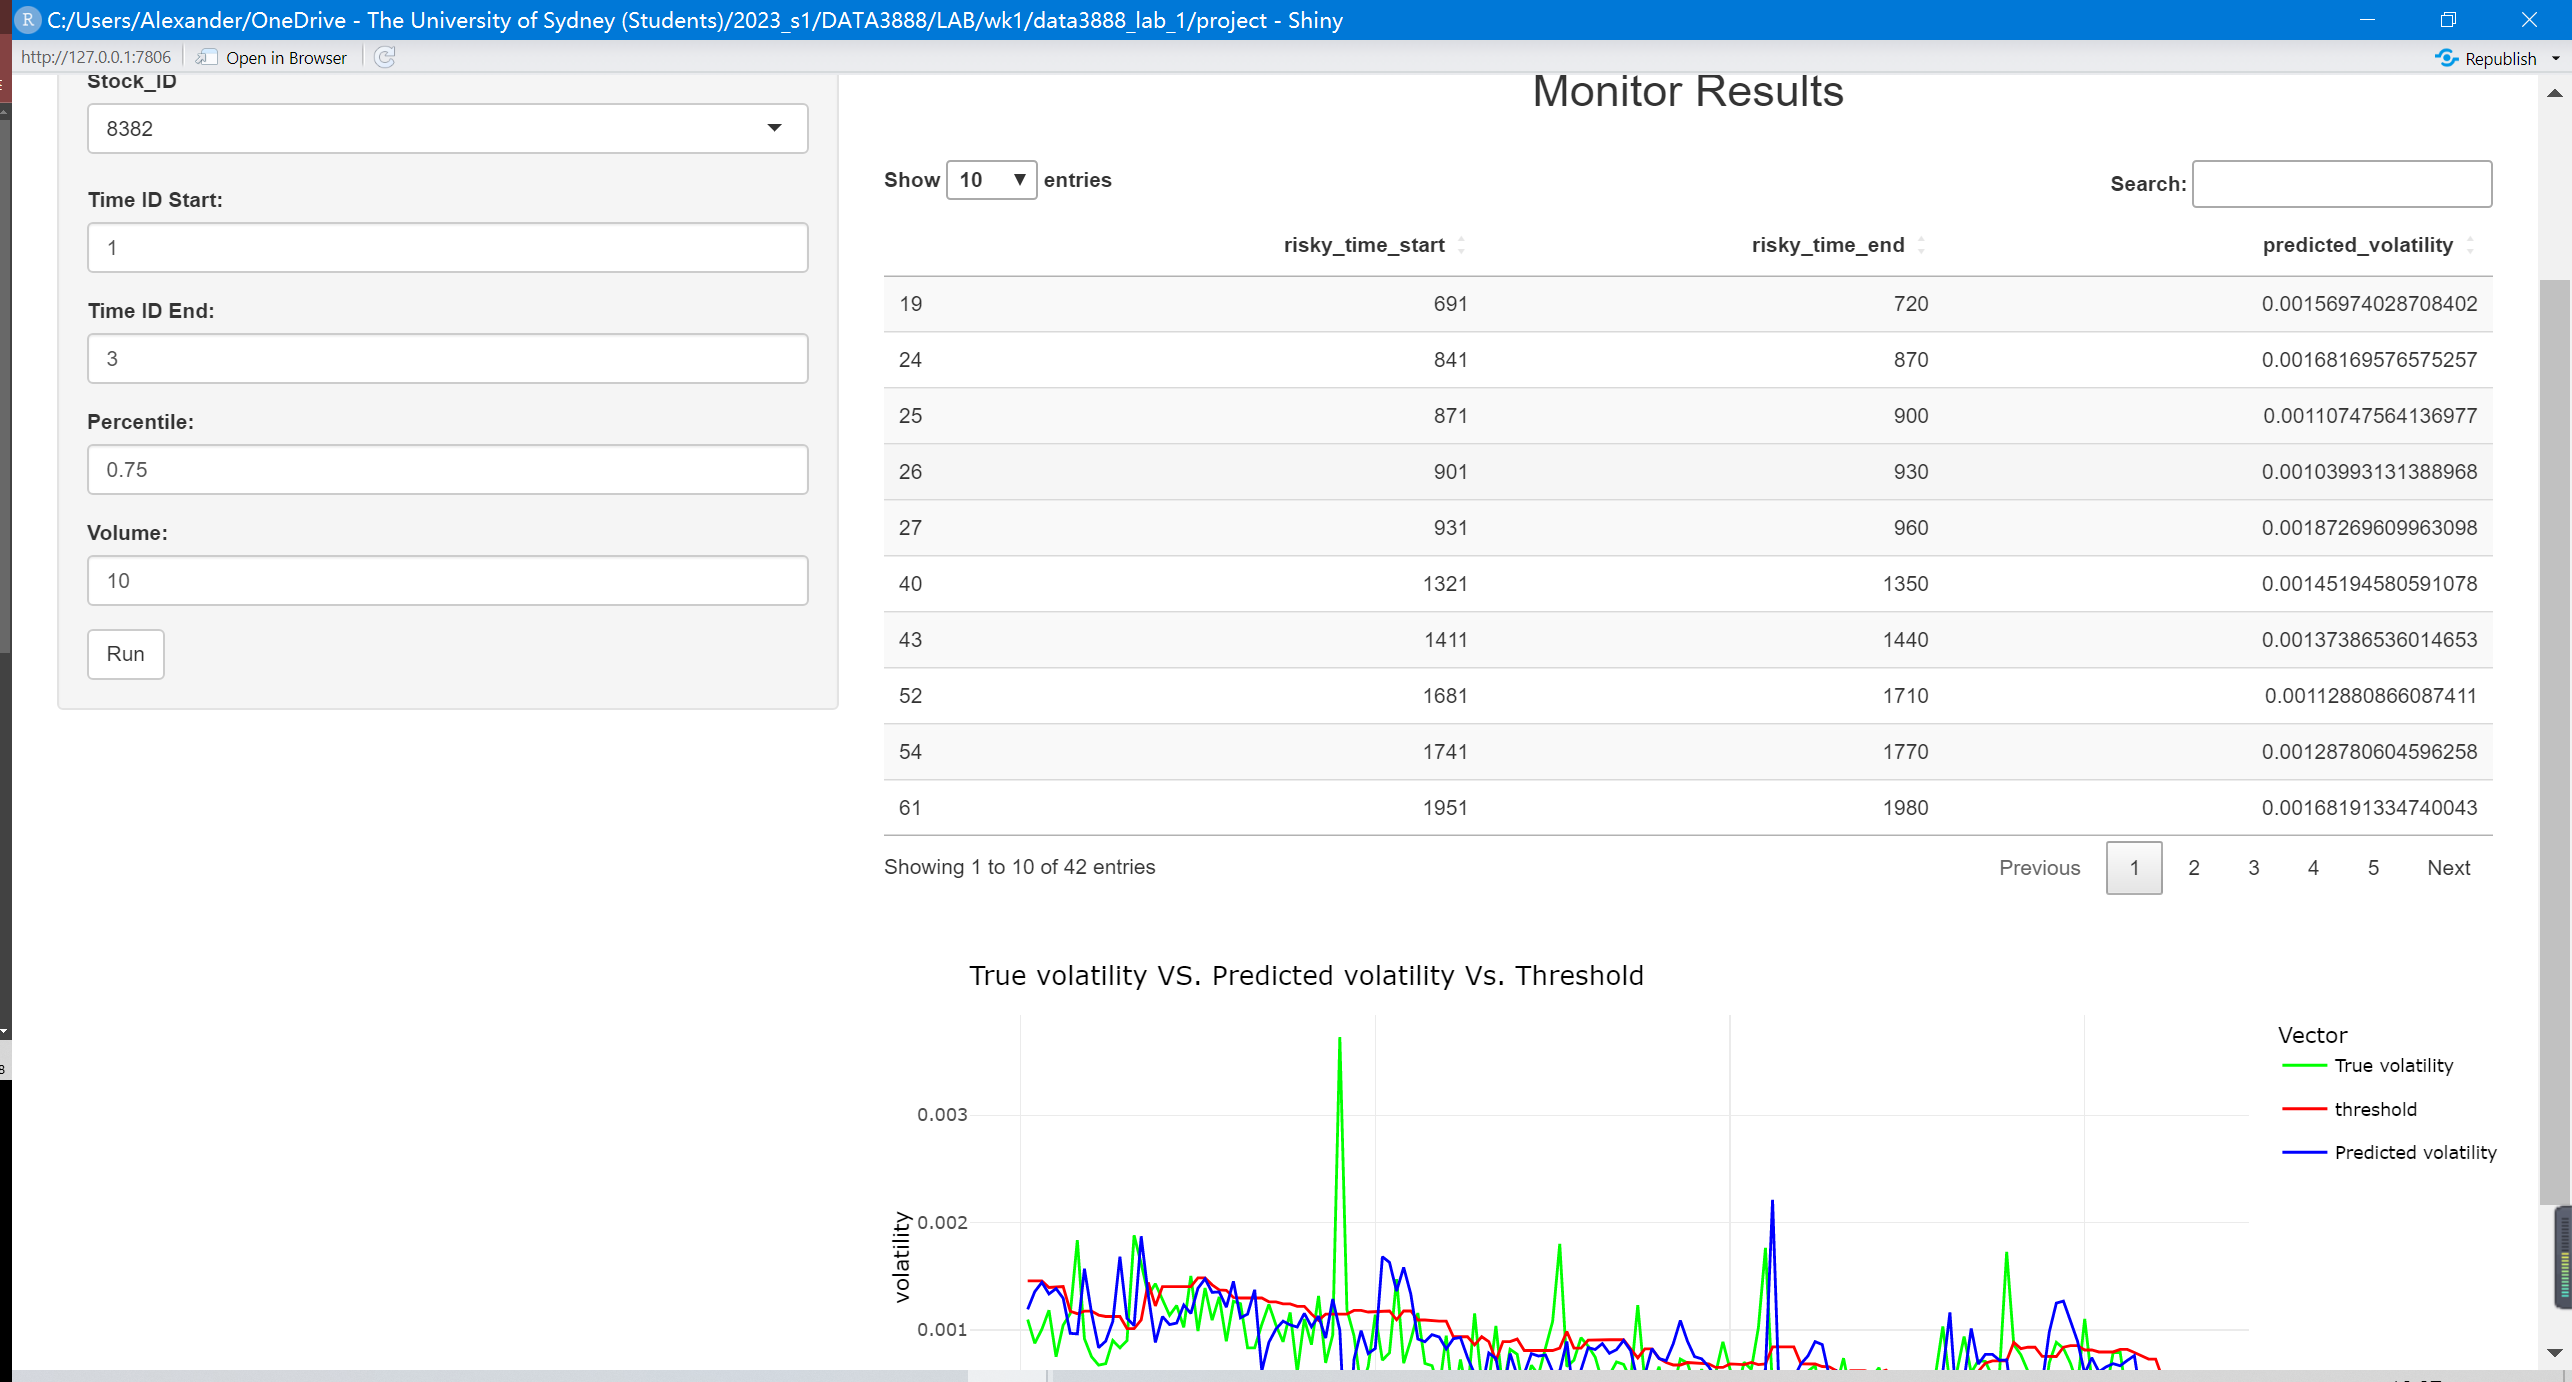 C:/Users/Alexander/OneDrive - The University of Sydney (Students)/2023_s1/DATA3888/LAB/wk1/data3888_lab_1/project - Shiny
http://127.0.0.1:7806 Open in Browser Republish
Stock_ID
8382
Time ID Start:
1
Time ID End:
3
Percentile:
0.75
Volume:
10
Run
Monitor Results
Show 10 entries Search:
risky_time_start risky_time_end predicted_volatility
19 691 720 0.00156974028708402
24 841 870 0.00168169576575257
25 871 900 0.00110747564136977
26 901 930 0.00103993131388968
27 931 960 0.00187269609963098
40 1321 1350 0.00145194580591078
43 1411 1440 0.00137386536014653
52 1681 1710 0.00112880866087411
54 1741 1770 0.00128780604596258
61 1951 1980 0.00168191334740043
Showing 1 to 10 of 42 entries Previous 1 2 3 4 5 Next
True volatility VS. Predicted volatility Vs. Threshold
Vector
True volatility
threshold
Predicted volatility
volatility
0.003
0.002
0.001